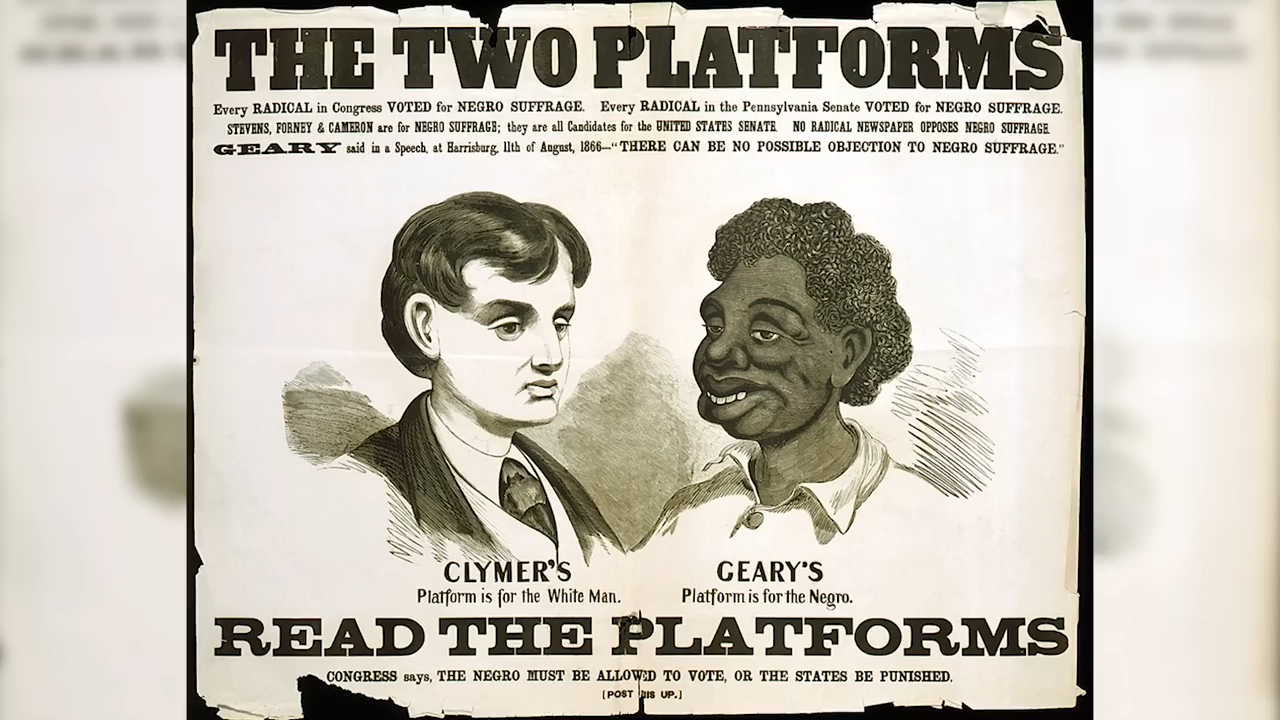 THE TWO PLATFORMS
Every RADICAL in Congress VOTED for NEGRO SUFFRAGE. Every RADICAL in the Pennsylvania Senate VOTED for NEGRO SUFFRAGE.
STEVENS, FORNEY & CAMERON are for NEGRO SUFFRAGE; they are all Candidates for the UNITED STATES SENATE. NO RADICAL NEWSPAPER OPPOSES NEGRO SUFFRAGE.
GEARY said in a Speech, at Harrisburg, 11th of August, 1866—"THERE CAN BE NO POSSIBLE OBJECTION TO NEGRO SUFFRAGE."
CLYMER'S
Platform is for the White Man.
GEARY'S
Platform is for the Negro.
READ THE PLATFORMS
CONGRESS says, THE NEGRO MUST BE ALLOWED TO VOTE, OR THE STATES BE PUNISHED.
[POST IIS UP.]